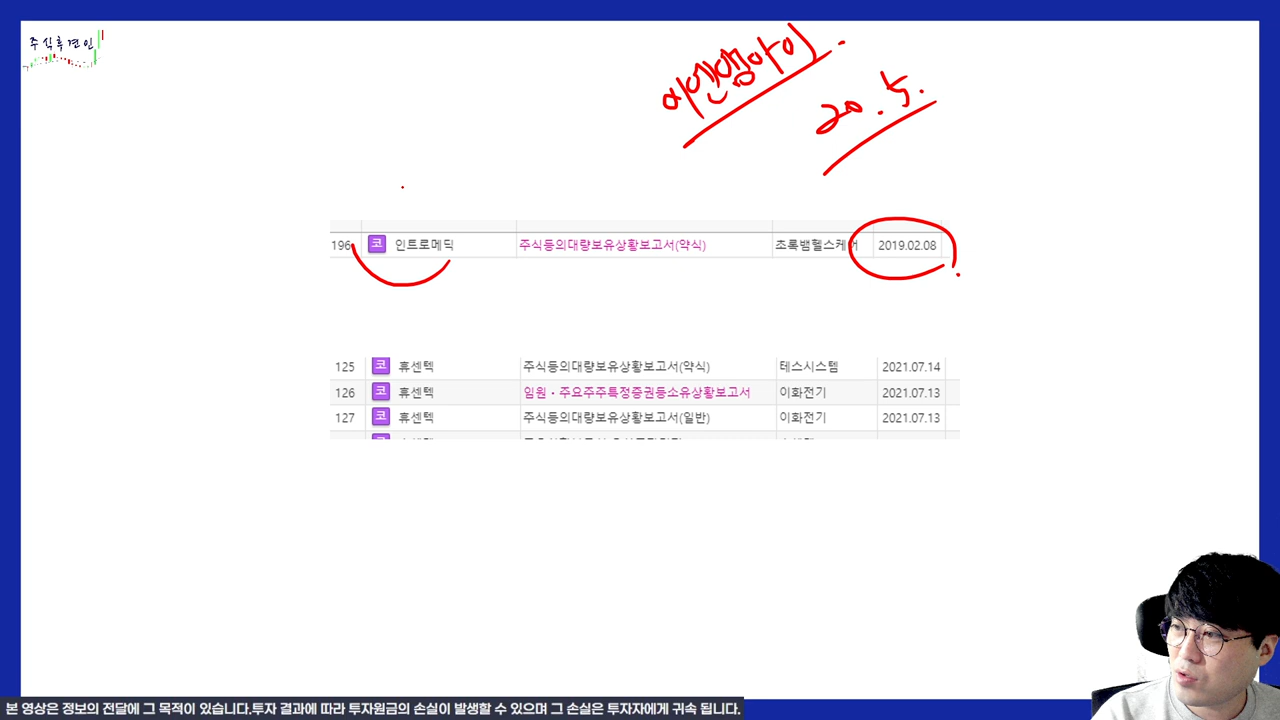 주식후견인
이엔쁠아이.
20.5.
196 코 인트로메딕 주식등의대량보유상황보고서(약식) 초록뱀헬스케어 2019.02.08
125 코 휴센텍 주식등의대량보유상황보고서(약식) 테스시스템 2021.07.14
126 코 휴센텍 임원・주요주주특정증권등소유상황보고서 이화전기 2021.07.13
127 코 휴센텍 주식등의대량보유상황보고서(일반) 이화전기 2021.07.13
본 영상은 정보의 전달에 그 목적이 있습니다.투자 결과에 따라 투자원금의 손실이 발생할 수 있으며 그 손실은 투자자에게 귀속 됩니다.